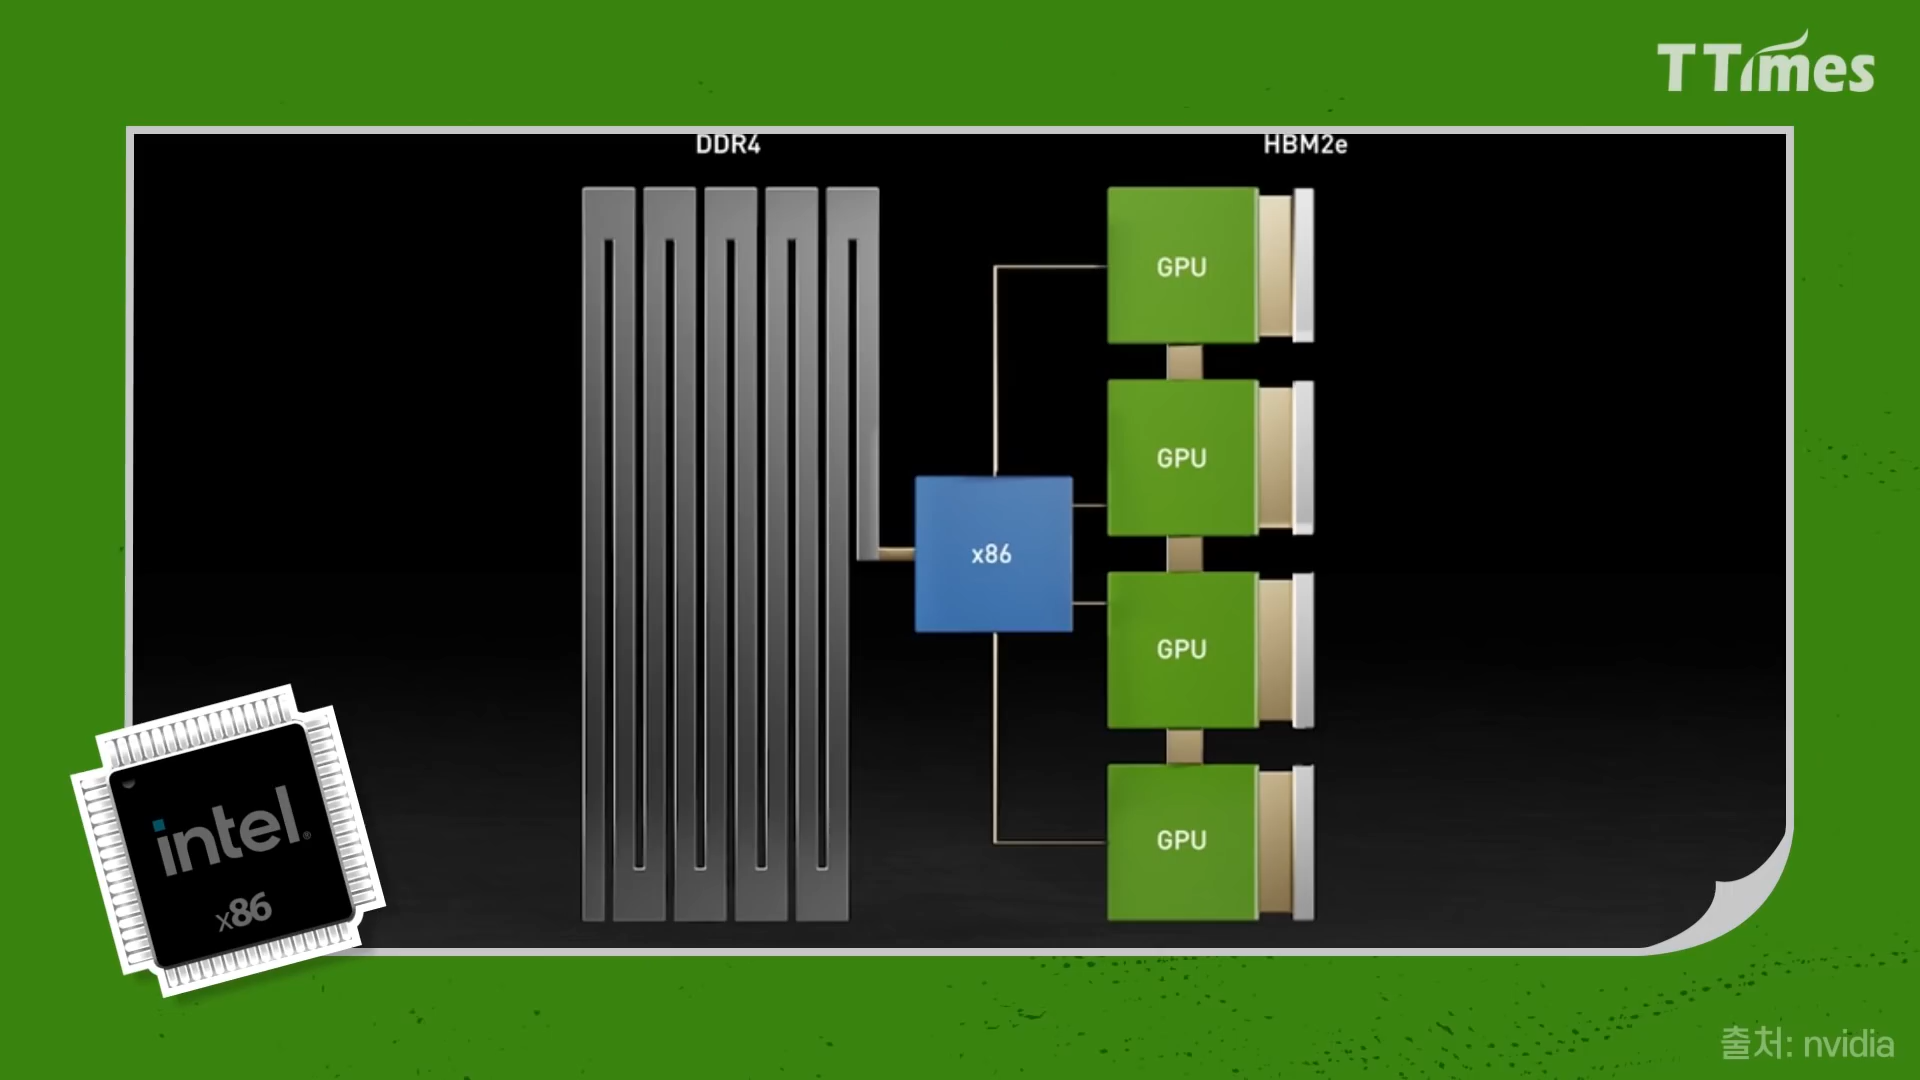 TTimes
DDR4
HBM2e
GPU
GPU
x86
GPU
GPU
intel®
x86
출처: nvidia